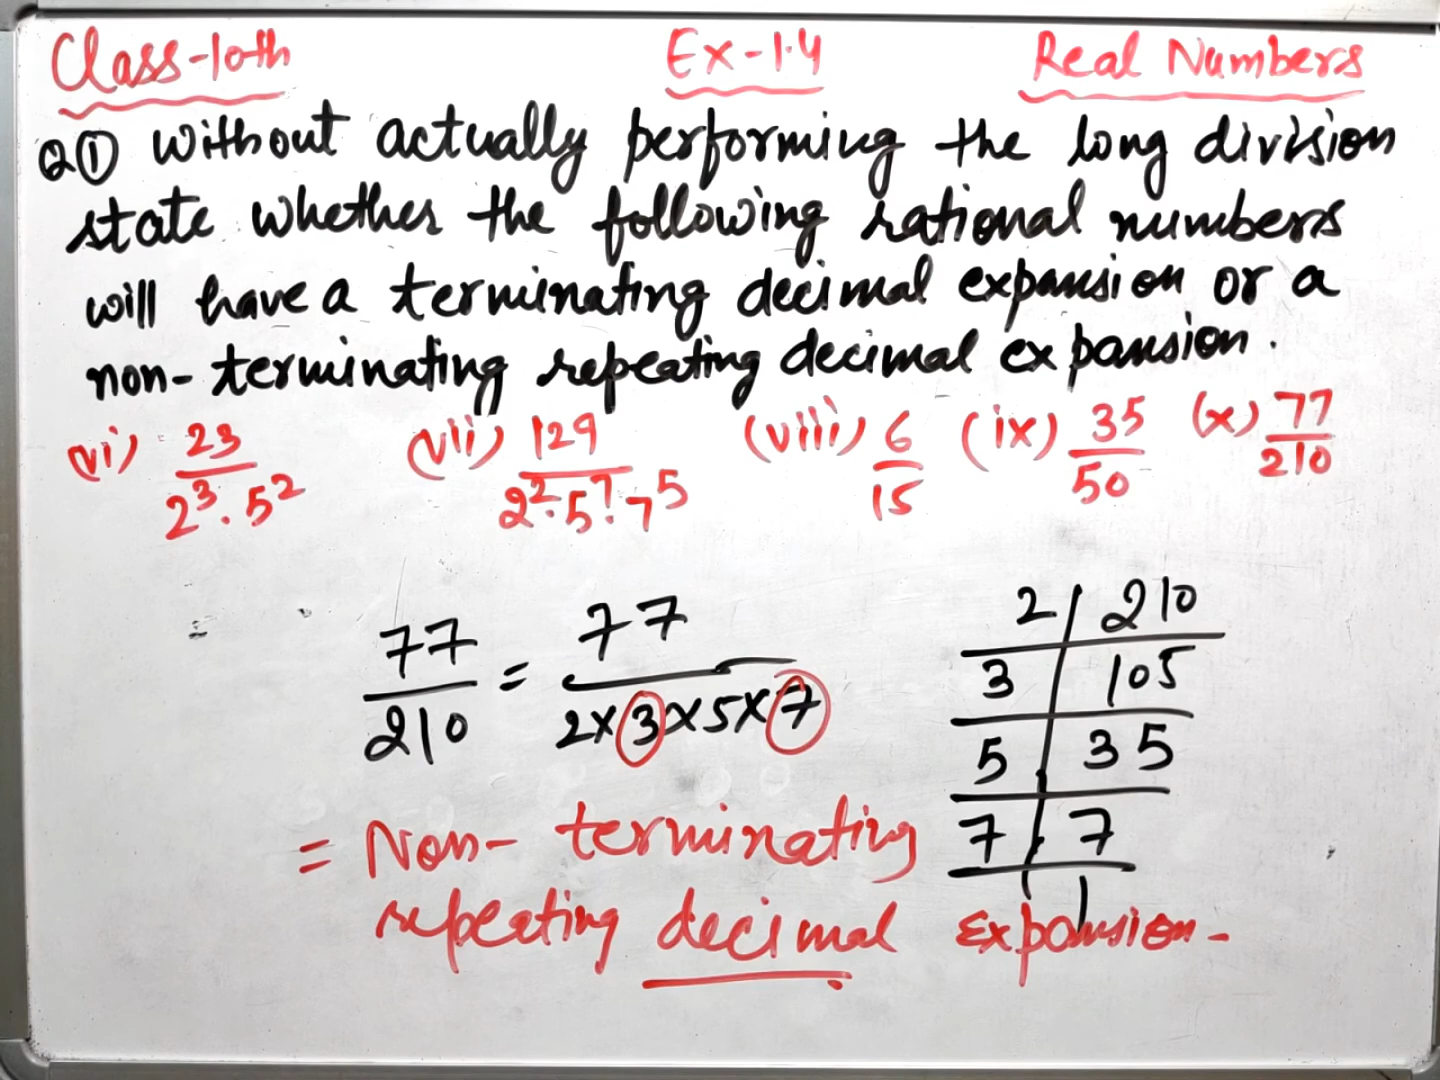 Class-10th Ex-1.4 Real Numbers
Q① Without actually performing the long division
state whether the following rational numbers
will have a terminating decimal expansion or a
non-terminating repeating decimal expansion.
(vi) 23/2³.5² (vii) 129/2².5⁷.7⁵ (viii) 6/15 (ix) 35/50 (x) 77/210
77/210 = 77/2×3×5×7
2 | 210
3 | 105
5 | 35
7 | 7
1
= Non-terminating
repeating decimal Expansion-